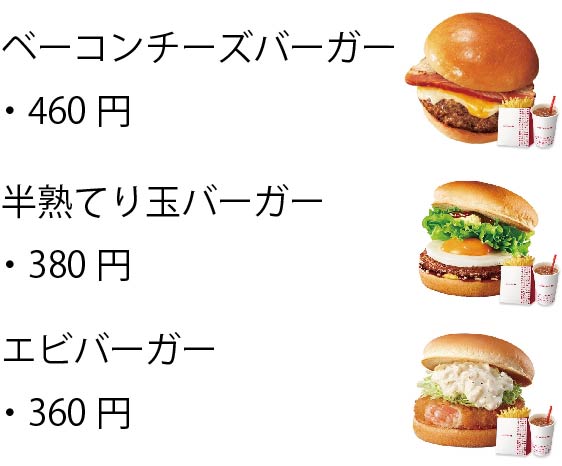 ベーコンチーズバーガー
・460 円
半熟てり玉バーガー
・380 円
エビバーガー
・360 円